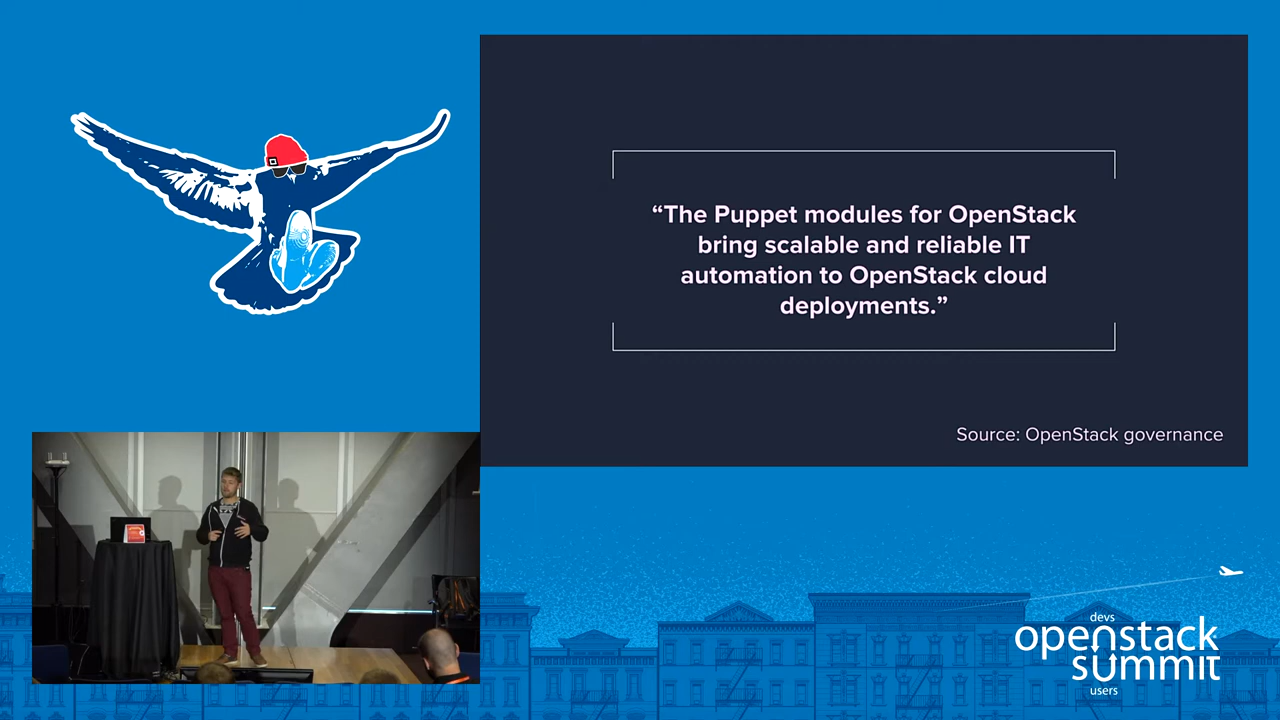 “The Puppet modules for OpenStack
bring scalable and reliable IT
automation to OpenStack cloud
deployments.”
Source: OpenStack governance
devs
openstack
summit
users